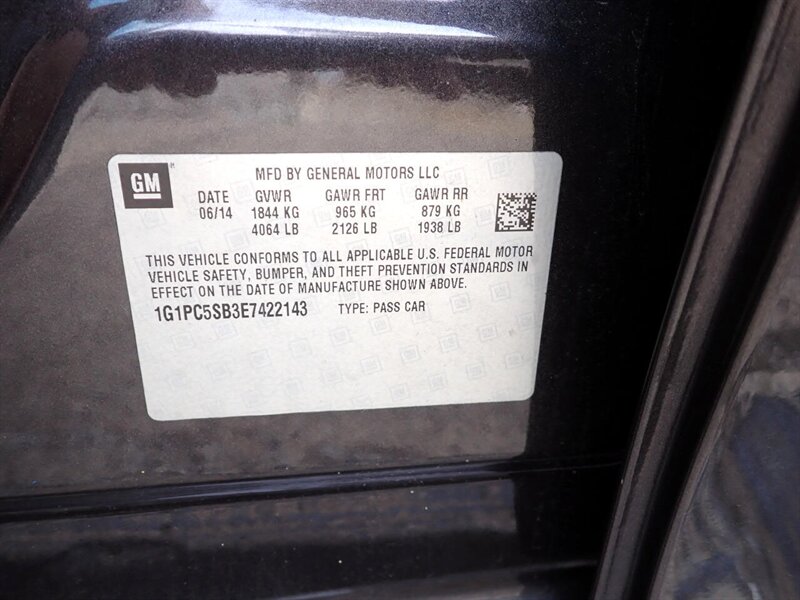 GM
MFD BY GENERAL MOTORS LLC
DATE GVWR GAWR FRT GAWR RR
06/14 1844 KG 965 KG 879 KG
4064 LB 2126 LB 1938 LB
THIS VEHICLE CONFORMS TO ALL APPLICABLE U.S. FEDERAL MOTOR
VEHICLE SAFETY, BUMPER, AND THEFT PREVENTION STANDARDS IN
EFFECT ON THE DATE OF MANUFACTURE SHOWN ABOVE.
1G1PC5SB3E7422143 TYPE: PASS CAR